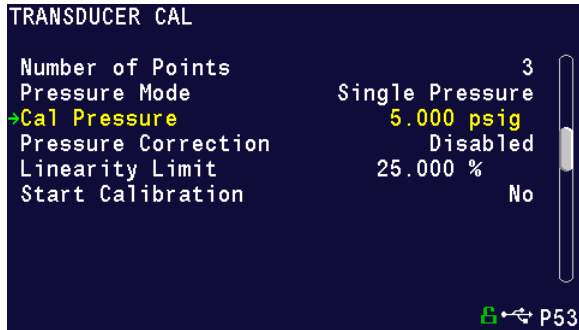 TRANSDUCER CAL
Number of Points 3
Pressure Mode Single Pressure
→Cal Pressure 5.000 psig
Pressure Correction Disabled
Linearity Limit 25.000 %
Start Calibration No
P53